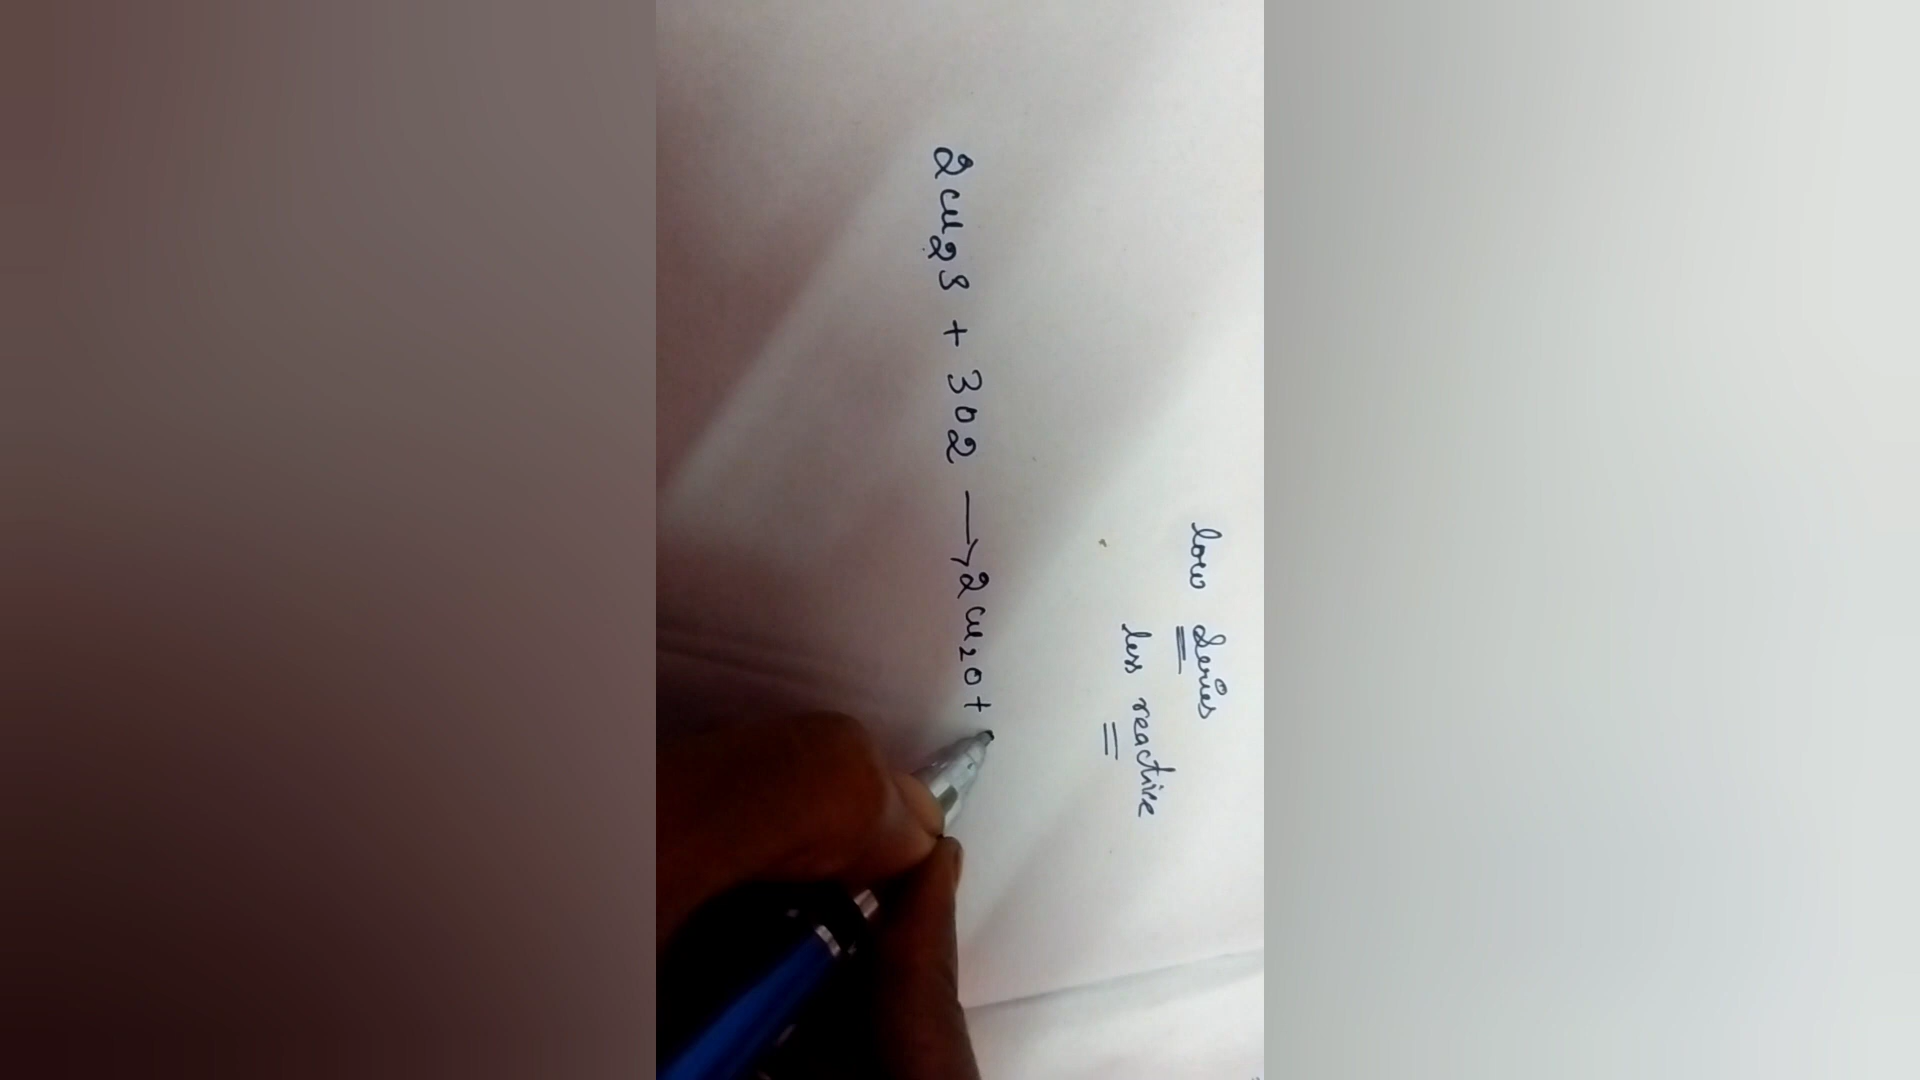 low Series
less reactive
2Cu₂S + 3O2 → 2Cu₂O +